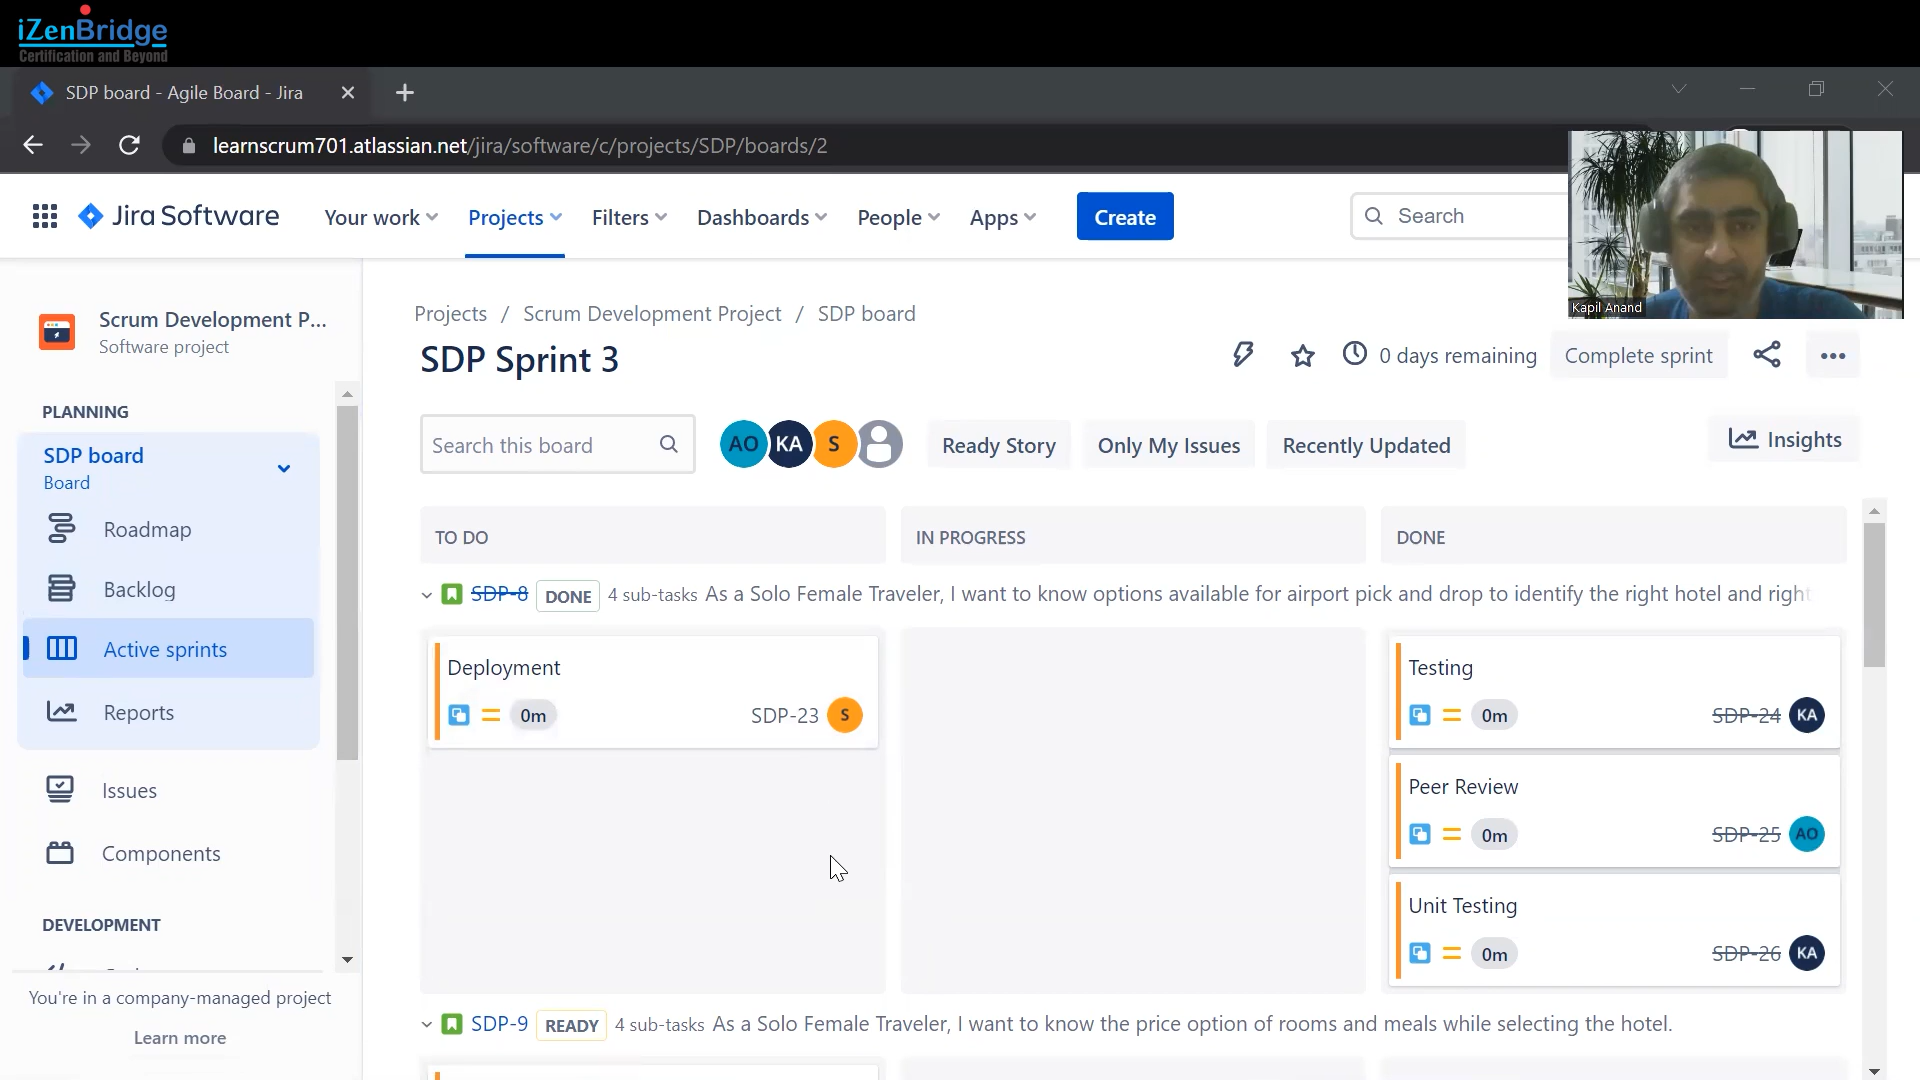 iZenBridge
Certification and Beyond
SDP board - Agile Board - Jira
learnscrum701.atlassian.net/jira/software/c/projects/SDP/boards/2
Jira Software
Your work
Projects
Filters
Dashboards
People
Apps
Create
Search
Kapil Anand
Scrum Development P...
Software project
Projects / Scrum Development Project / SDP board
SDP Sprint 3
0 days remaining
Complete sprint
PLANNING
SDP board
Board
Roadmap
Backlog
Active sprints
Reports
Issues
Components
DEVELOPMENT
You're in a company-managed project
Learn more
Search this board
AO KA S
Ready Story
Only My Issues
Recently Updated
Insights
TO DO
IN PROGRESS
DONE
SDP-8 DONE 4 sub-tasks As a Solo Female Traveler, I want to know options available for airport pick and drop to identify the right hotel and right
Deployment
0m SDP-23 S
Testing
0m SDP-24 KA
Peer Review
0m SDP-25 AO
Unit Testing
0m SDP-26 KA
SDP-9 READY 4 sub-tasks As a Solo Female Traveler, I want to know the price option of rooms and meals while selecting the hotel.